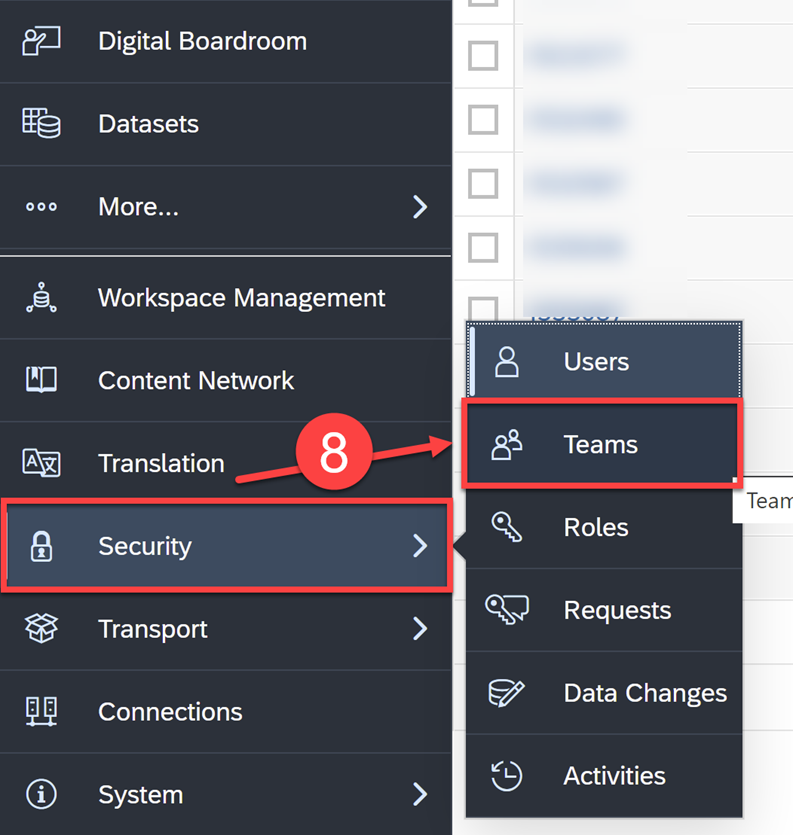 Digital Boardroom
Datasets
More...
Workspace Management
Content Network
Translation
8
Security
Transport
Connections
System
Users
Teams
Team
Roles
Requests
Data Changes
Activities